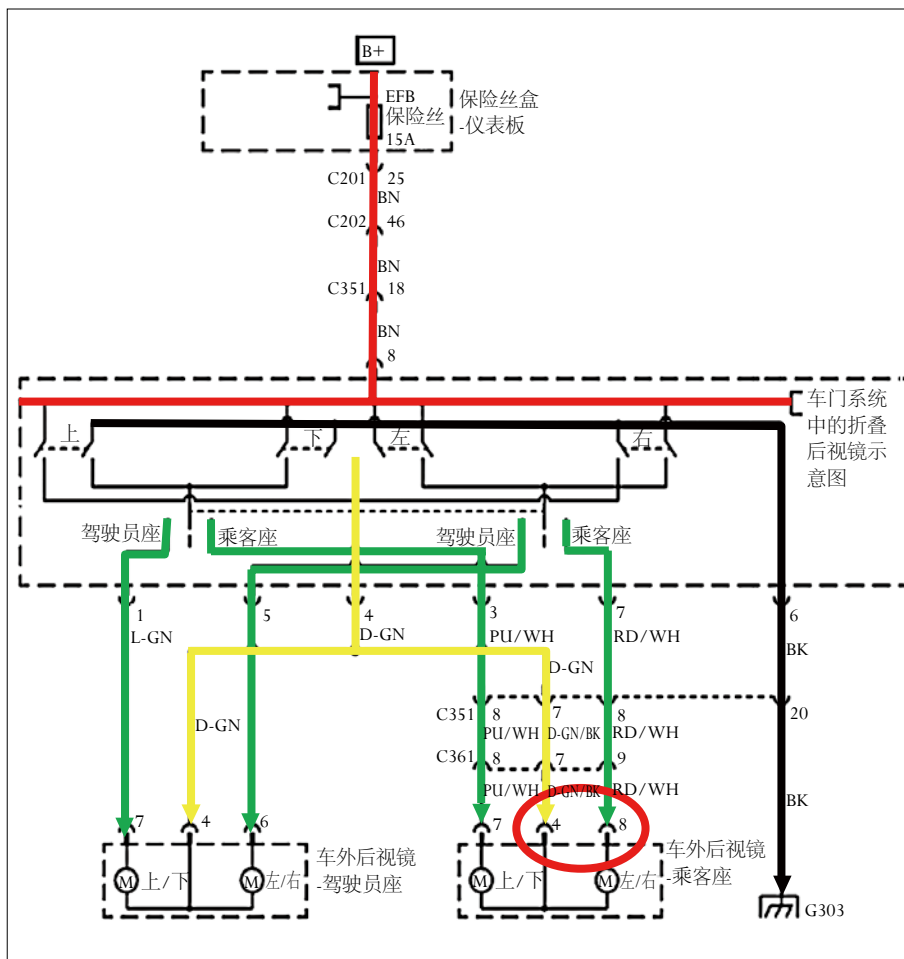 B+
EFB
保险丝
15A
保险丝盒
-仪表板
C201 25
BN
C202 46
BN
C351 18
BN
8
车门系统
中的折叠
后视镜示
意图
上 下 左 右
驾驶员座 乘客座 驾驶员座 乘客座
1 5 4 3 7 6
L-GN D-GN PU/WH RD/WH BK
D-GN
C351 8 7 8 20
D-GN PU/WH D-GN/BK RD/WH
C361 8 7 9
PU/WH D-GN/BK RD/WH BK
7 4 6 7 4 8
车外后视镜
-驾驶员座
车外后视镜
-乘客座
M 上/下 M 左/右 M 上/下 M 左/右
G303